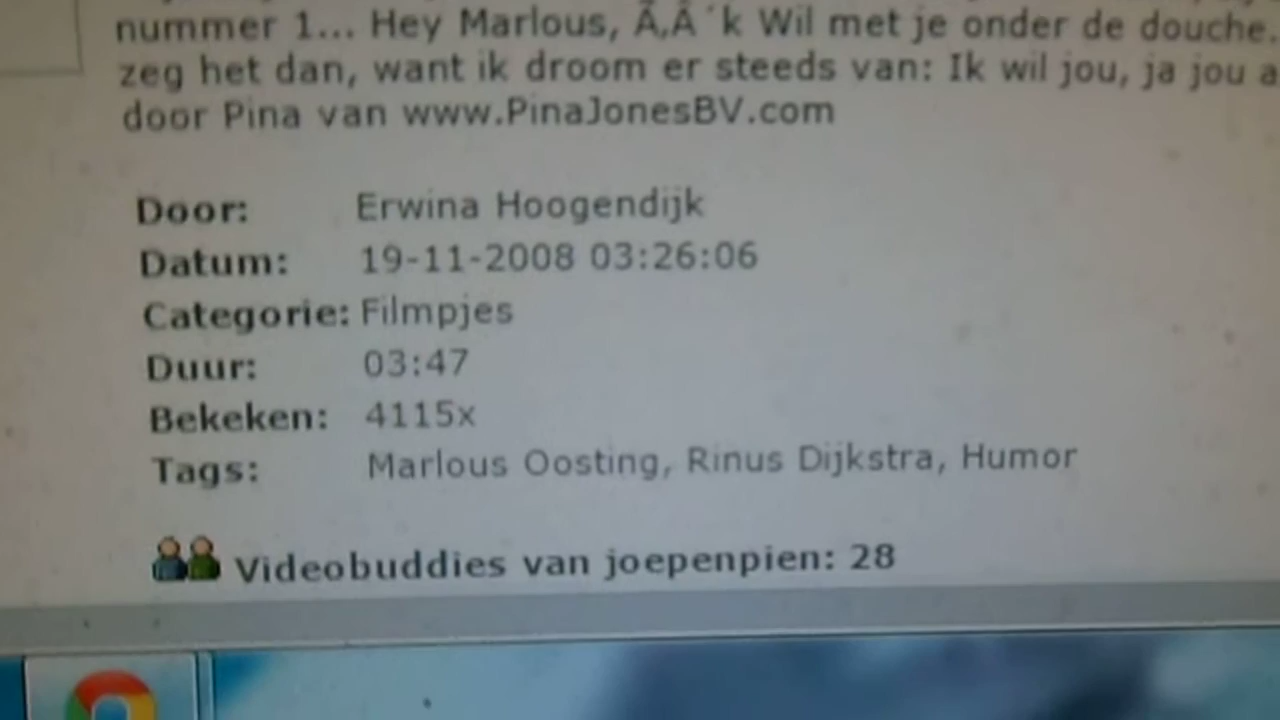 nummer 1... Hey Marlous, Ã‚Â´k Wil met je onder de douche.
zeg het dan, want ik droom er steeds van: Ik wil jou, ja jou a
door Pina van www.PinaJonesBV.com
Door: Erwina Hoogendijk
Datum: 19-11-2008 03:26:06
Categorie: Filmpjes
Duur: 03:47
Bekeken: 4115x
Tags: Marlous Oosting, Rinus Dijkstra, Humor
Videobuddies van joepenpien: 28